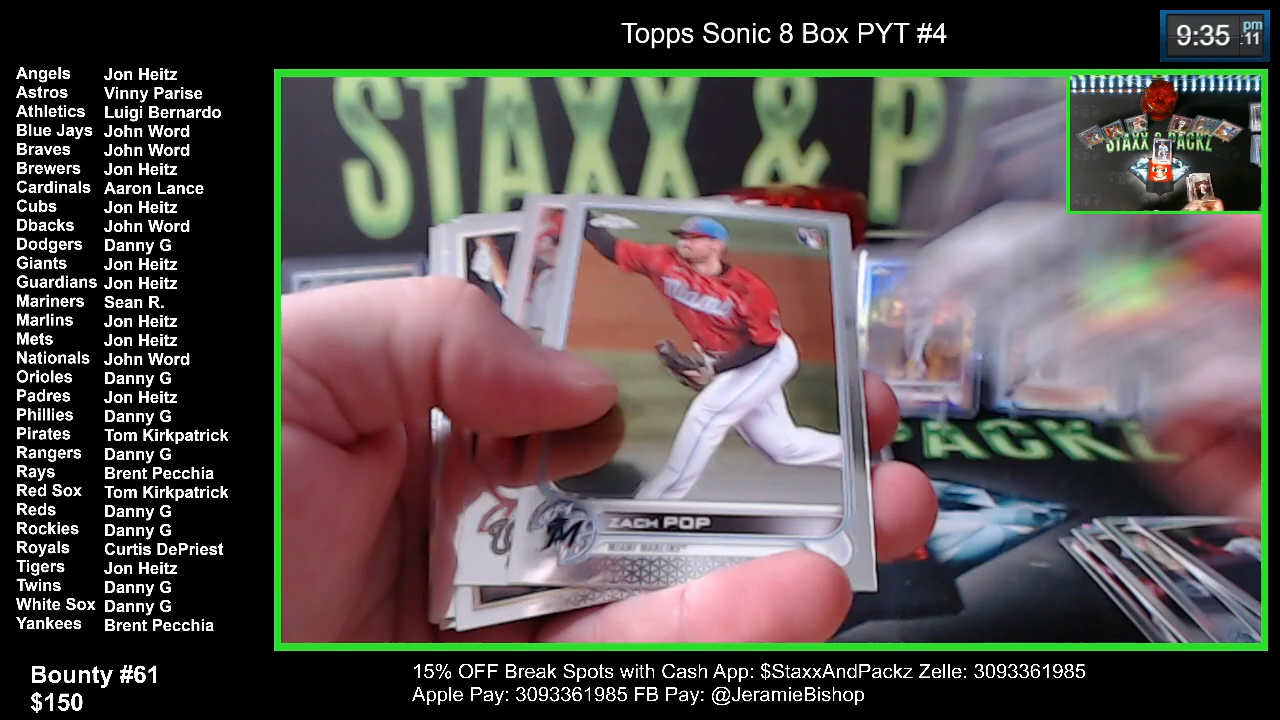 Topps Sonic 8 Box PYT #4
9:35 pm :11
Angels Jon Heitz
Astros Vinny Parise
Athletics Luigi Bernardo
Blue Jays John Word
Braves John Word
Brewers Jon Heitz
Cardinals Aaron Lance
Cubs Jon Heitz
Dbacks John Word
Dodgers Danny G
Giants Jon Heitz
Guardians Jon Heitz
Mariners Sean R.
Marlins Jon Heitz
Mets Jon Heitz
Nationals John Word
Orioles Danny G
Padres Jon Heitz
Phillies Danny G
Pirates Tom Kirkpatrick
Rangers Danny G
Rays Brent Pecchia
Red Sox Tom Kirkpatrick
Reds Danny G
Rockies Danny G
Royals Curtis DePriest
Tigers Jon Heitz
Twins Danny G
White Sox Danny G
Yankees Brent Pecchia
Bounty #61
$150
STAXX & P
STAXX & PACKZ
PACKZ
Miami
ZACH POP
MIAMI MARLINS™
15% OFF Break Spots with Cash App: $StaxxAndPackz Zelle: 3093361985
Apple Pay: 3093361985 FB Pay: @JeramieBishop